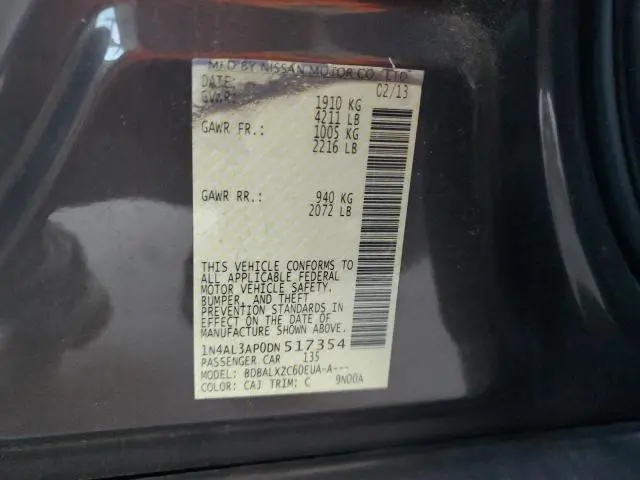 MFD BY NISSAN MOTOR CO., LTD.
DATE: 02/13
GVWR: 1910 KG
4211 LB
GAWR FR.: 1005 KG
2216 LB
GAWR RR.: 940 KG
2072 LB
THIS VEHICLE CONFORMS TO
ALL APPLICABLE FEDERAL
MOTOR VEHICLE SAFETY,
BUMPER, AND THEFT
PREVENTION STANDARDS IN
EFFECT ON THE DATE OF
MANUFACTURE SHOWN ABOVE.
1N4AL3AP0DN517354
PASSENGER CAR 135
MODEL: BDBALXZC60EUA-A---
COLOR: CAJ TRIM: C 9N00A